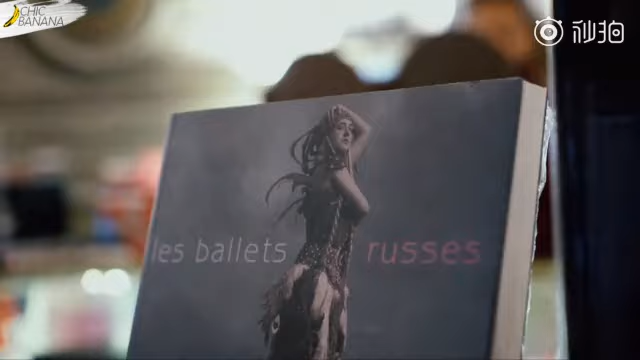 CHIC
BANANA
秒拍
les ballets russes